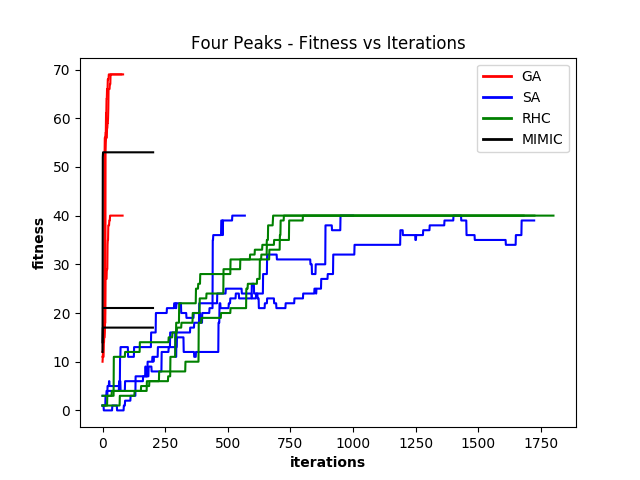 Four Peaks - Fitness vs Iterations
70
60
50
40
30
20
10
0
fitness
GA
SA
RHC
MIMIC
0 250 500 750 1000 1250 1500 1750
iterations